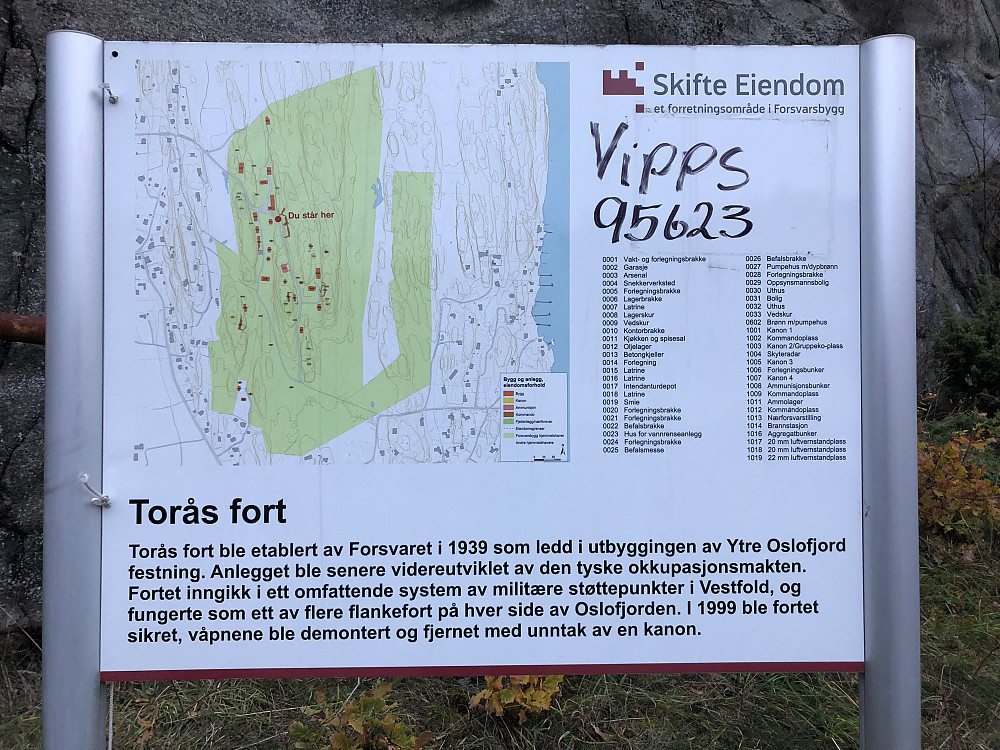 Skifte Eiendom
et forretningsområde i Forsvarsbygg
Vipps
95623
Du står her
0001 Vakt- og forlegningsbrakke
0002 Garasje
0003 Arsenal
0004 Snekkerverksted
0005 Forlegningsbrakke
0006 Lagerbrakke
0007 Latrine
0008 Lagerskur
0009 Vedskur
0010 Kontorbrakke
0011 Kjøkken og spisesal
0012 Oljelager
0013 Betongkjeller
0014 Forlegning
0015 Latrine
0016 Latrine
0017 Intendanturdepot
0018 Latrine
0019 Smie
0020 Forlegningsbrakke
0021 Forlegningsbrakke
0022 Befalsbrakke
0023 Hus for vannrenseanlegg
0024 Forlegningsbrakke
0025 Befalsmesse
0026 Befalsbrakke
0027 Pumpehus m/dypbrønn
0028 Forlegningsbrakke
0029 Oppsynsmannsbolig
0030 Uthus
0031 Bolig
0032 Uthus
0033 Vedskur
0602 Brønn m/pumpehus
1001 Kanon 1
1002 Kommandoplass
1003 Kanon 2/Gruppeko-plass
1004 Skyteradar
1005 Kanon 3
1006 Forlegningsbunker
1007 Kanon 4
1008 Ammunisjonsbunker
1009 Kommandoplass
1011 Ammolager
1012 Kommandoplass
1013 Nærforsvarstilling
1014 Brannstasjon
1016 Aggregatbunker
1017 20 mm luftvernstandplass
1018 20 mm luftvernstandplass
1019 22 mm luftvernstandplass
Bygg og anlegg,
eiendomsforhold
Bygg
Kanon
Ammunisjon
Kommando
Eiendomsgrenser
Torås fort
Torås fort ble etablert av Forsvaret i 1939 som ledd i utbyggingen av Ytre Oslofjord
festning. Anlegget ble senere videreutviklet av den tyske okkupasjonsmakten.
Fortet inngikk i ett omfattende system av militære støttepunkter i Vestfold, og
fungerte som ett av flere flankefort på hver side av Oslofjorden. I 1999 ble fortet
sikret, våpnene ble demontert og fjernet med unntak av en kanon.